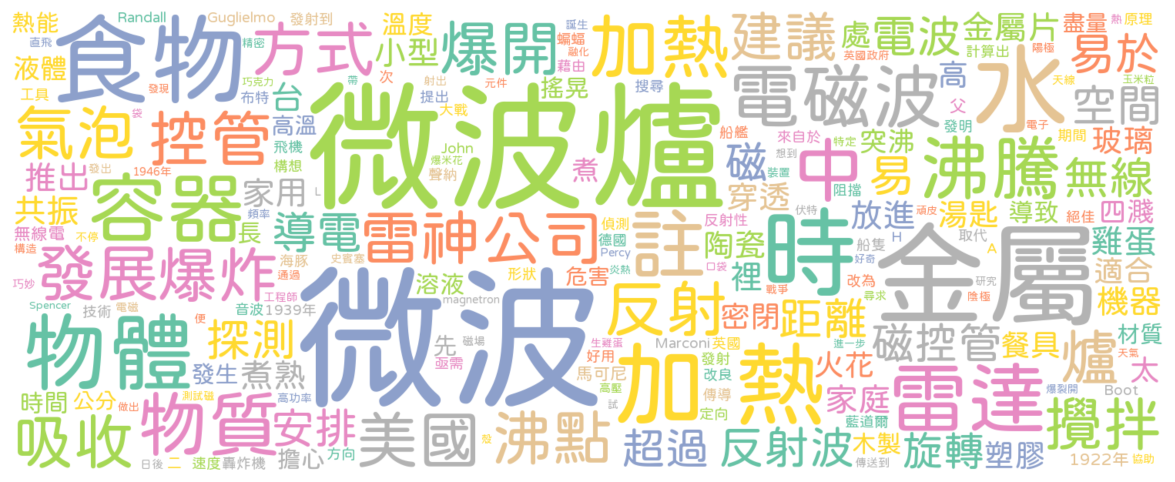 熱能 Randall Guglielmo 發射到 溫度 誕生 蝙蝠 融化 處 電波 金屬片 盡量 熱 原理
直飛 食物 精密 方式 小型 爆開 加熱 建議 英國政府 計算出 陽極 易於
液體 巧克力 帶 次 射出 藉由 元件 搜尋 高 天線 玉米粒
工具 發現 布特 台 提出 搖晃 電磁波 父 水 空間
氣泡 袋 控管 高溫 大戰 微波爐 船艦 來自於 特定 發明 電子 期間 玻璃
發出 1946年 飛機 構想 John 爆米花 聲納 煮 磁 想到 裝置 中 突沸 沸騰 無線
推出 容器 家用 L 穿透 阻擋 易
共振 頻率 導電 雷神公司 偵測 註 反射性 伏特 時 放進 頑皮 湯匙 導致 絕佳 四濺
無線電 不停 長 德國 陶瓷 船隻 H 取代 A 金屬 雞蛋
構造 海豚 史賓塞 Percy 裡 好奇
發展 爆炸 通過 溶液 形狀 炎熱 危害 口袋 改為 研究 適合
巧妙 工程師 magnetron 戰爭 尋求 陰極
Spencer 技術 電磁 音波 1939年 微波 反射 密閉 距離 機器
物體 便 探測 先 磁場 生雞蛋 Marconi 英國 進一步 磁控管 餐具 材質
發生 煮熟 亟需 好用 發射 火花 爐 天氣
高功率 馬可尼 高壓 改良 傳導 加熱 家庭 雷達 爆裂開 太
時間 公分 做出 測試磁 試 定向 Boot
吸收 物質 安排 美國 沸點 藍道爾 攪拌
殼 超過 反射波 木製 旋轉 塑膠
日後 二 速度 轟炸機 擔心 方向 傳送到 1922年 協助